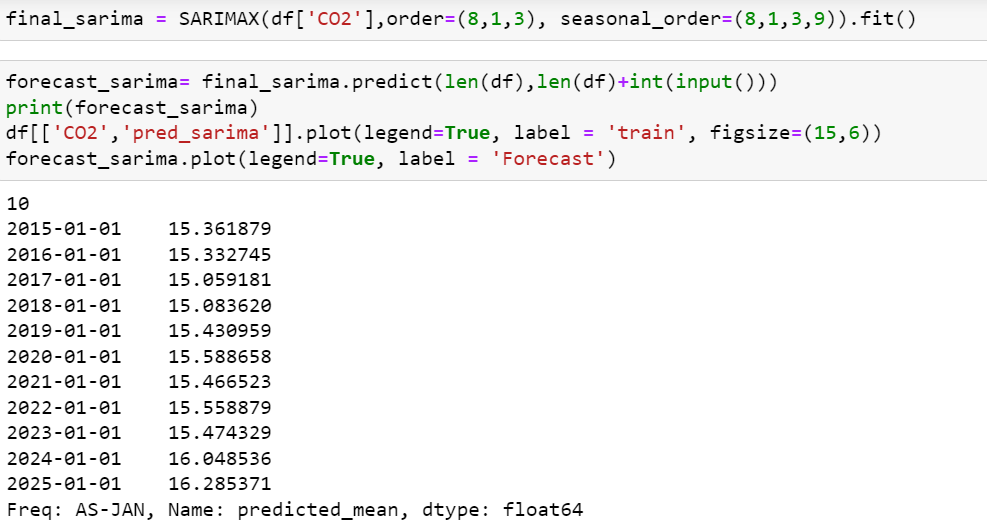 final_sarima = SARIMAX(df['CO2'],order=(8,1,3), seasonal_order=(8,1,3,9)).fit()
forecast_sarima= final_sarima.predict(len(df),len(df)+int(input()))
print(forecast_sarima)
df[['CO2','pred_sarima']].plot(legend=True, label = 'train', figsize=(15,6))
forecast_sarima.plot(legend=True, label = 'Forecast')
10
2015-01-01    15.361879
2016-01-01    15.332745
2017-01-01    15.059181
2018-01-01    15.083620
2019-01-01    15.430959
2020-01-01    15.588658
2021-01-01    15.466523
2022-01-01    15.558879
2023-01-01    15.474329
2024-01-01    16.048536
2025-01-01    16.285371
Freq: AS-JAN, Name: predicted_mean, dtype: float64